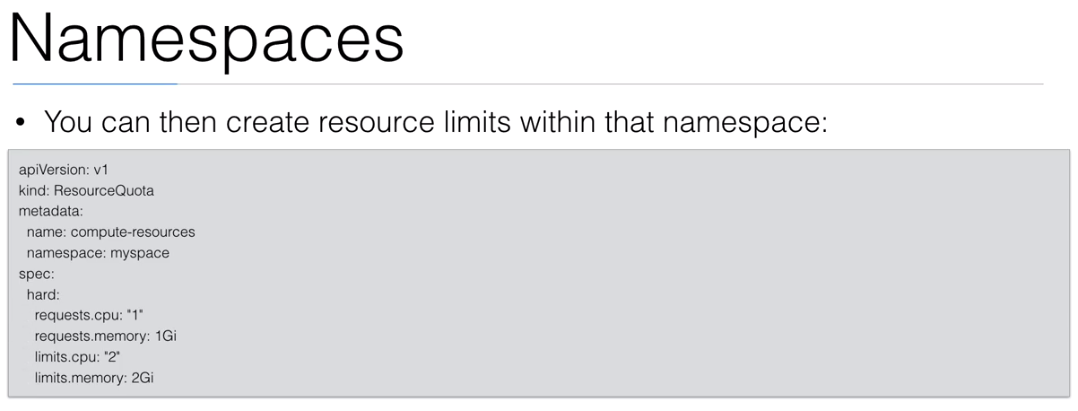 Namespaces
• You can then create resource limits within that namespace:
apiVersion: v1
kind: ResourceQuota
metadata:
  name: compute-resources
  namespace: myspace
spec:
  hard:
    requests.cpu: "1"
    requests.memory: 1Gi
    limits.cpu: "2"
    limits.memory: 2Gi